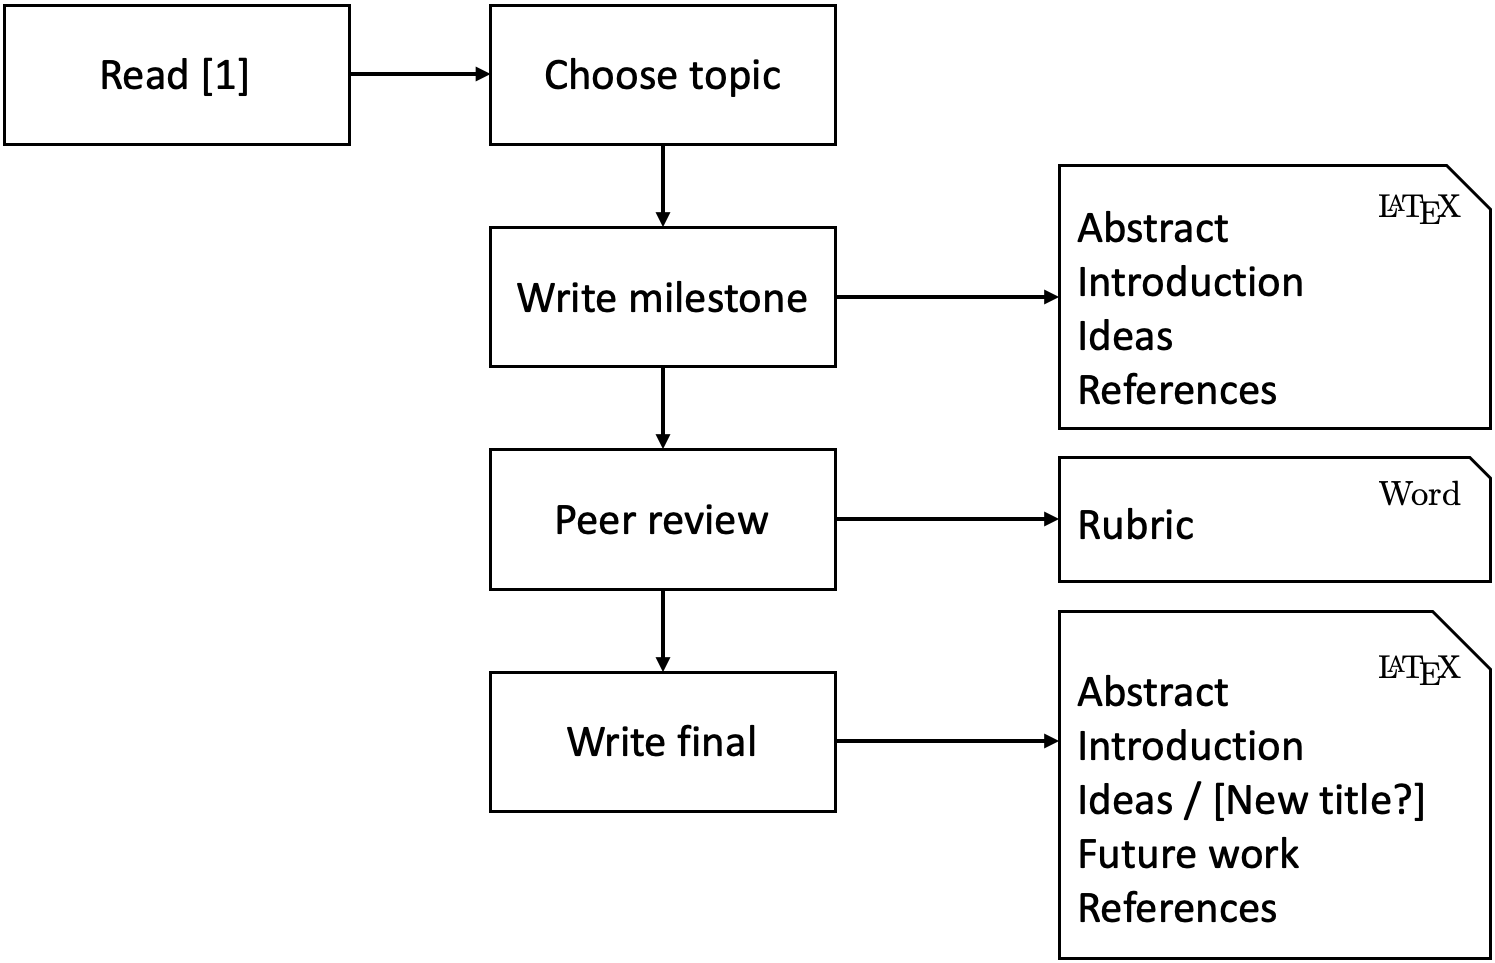 Read [1]
Choose topic
Write milestone
LATEX
Abstract
Introduction
Ideas
References
Peer review
Word
Rubric
Write final
LATEX
Abstract
Introduction
Ideas / [New title?]
Future work
References